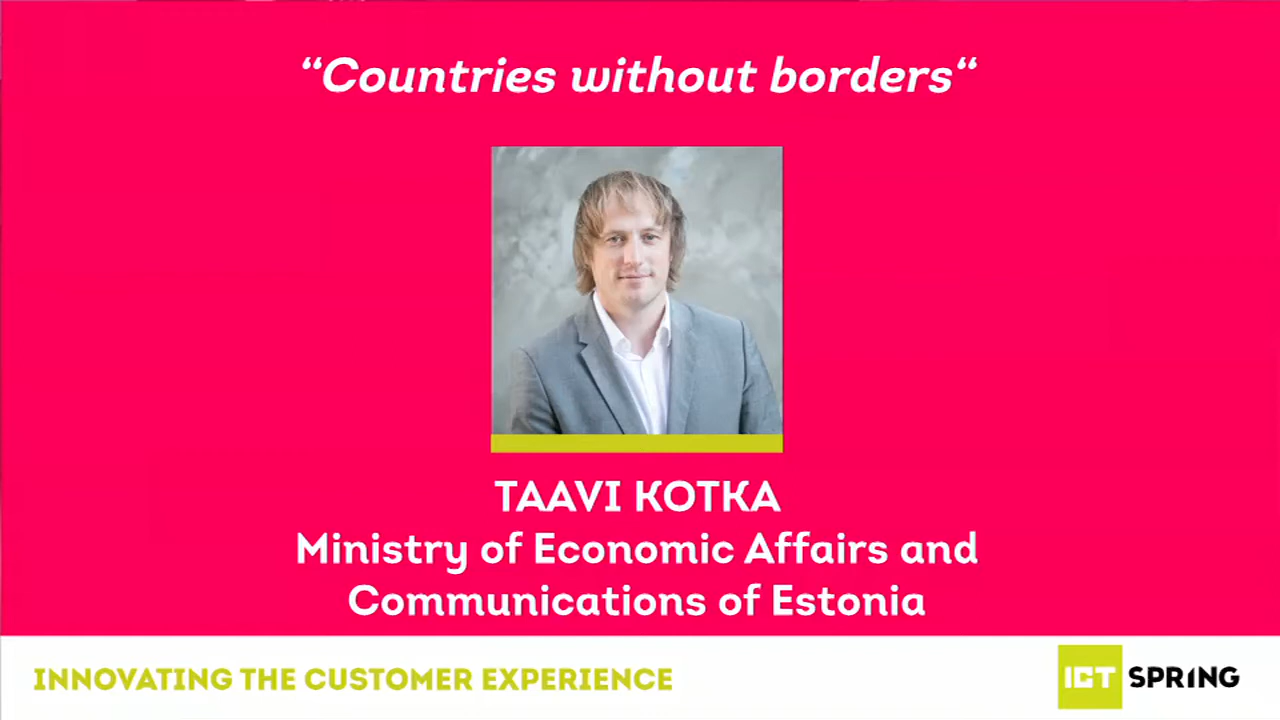 “Countries without borders“
TAAVI KOTKA
Ministry of Economic Affairs and
Communications of Estonia
INNOVATING THE CUSTOMER EXPERIENCE
ICT SPRING